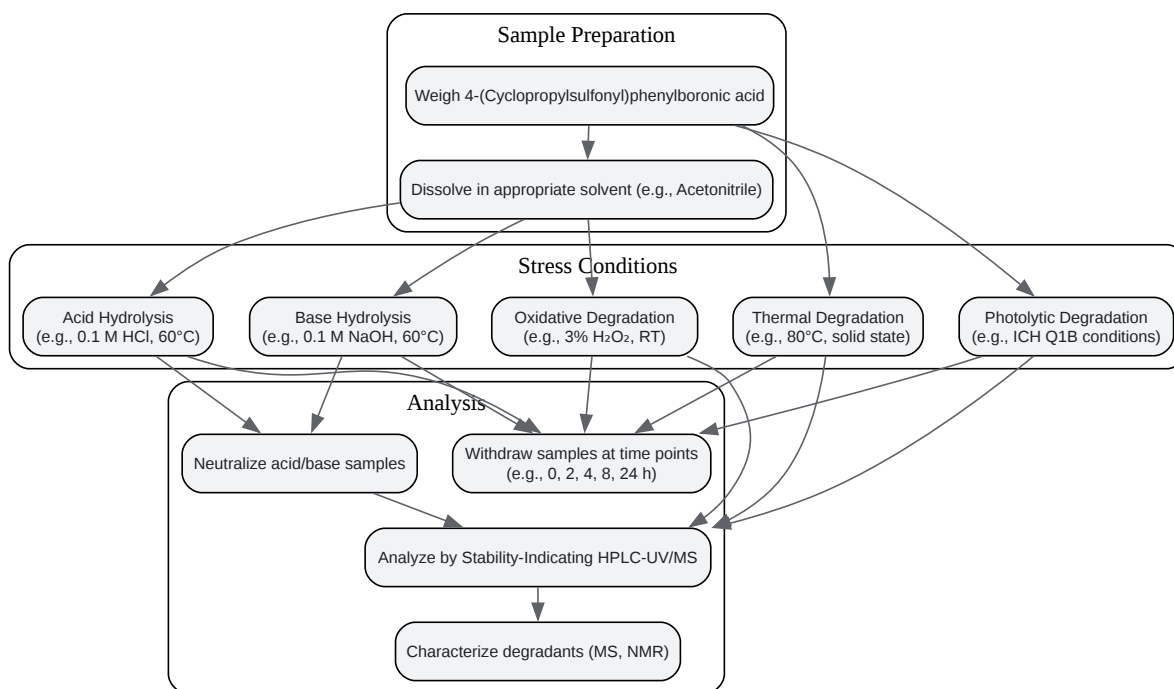 Sample Preparation
Weigh 4-(Cyclopropylsulfonyl)phenylboronic acid
Dissolve in appropriate solvent (e.g., Acetonitrile)
Stress Conditions
Acid Hydrolysis
(e.g., 0.1 M HCl, 60°C)
Base Hydrolysis
(e.g., 0.1 M NaOH, 60°C)
Oxidative Degradation
(e.g., 3% H₂O₂, RT)
Thermal Degradation
(e.g., 80°C, solid state)
Photolytic Degradation
(e.g., ICH Q1B conditions)
Analysis
Neutralize acid/base samples
Withdraw samples at time points
(e.g., 0, 2, 4, 8, 24 h)
Analyze by Stability-Indicating HPLC-UV/MS
Characterize degradants (MS, NMR)